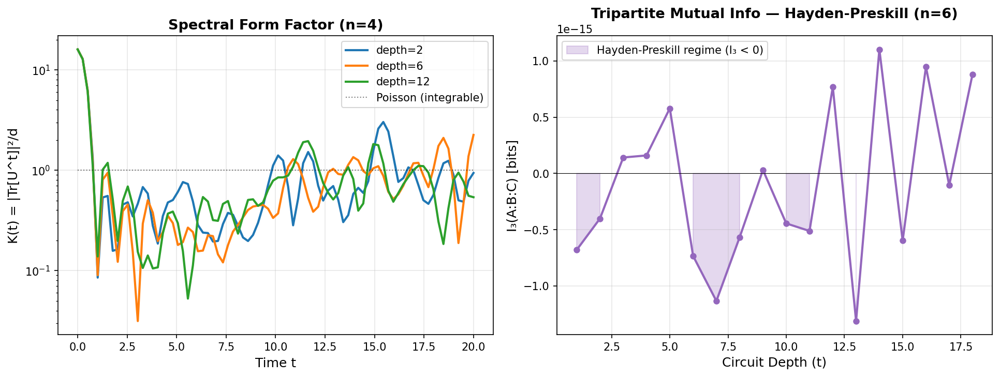 Spectral Form Factor (n=4)
K(t) = |Tr[U^t]|²/d
10¹
10⁰
10⁻¹
depth=2
depth=6
depth=12
Poisson (integrable)
0.0 2.5 5.0 7.5 10.0 12.5 15.0 17.5 20.0
Time t
Tripartite Mutual Info — Hayden-Preskill (n=6)
1e−15
I₃(A:B:C) [bits]
1.0
0.5
0.0
−0.5
−1.0
Hayden-Preskill regime (I₃ < 0)
2.5 5.0 7.5 10.0 12.5 15.0 17.5
Circuit Depth (t)